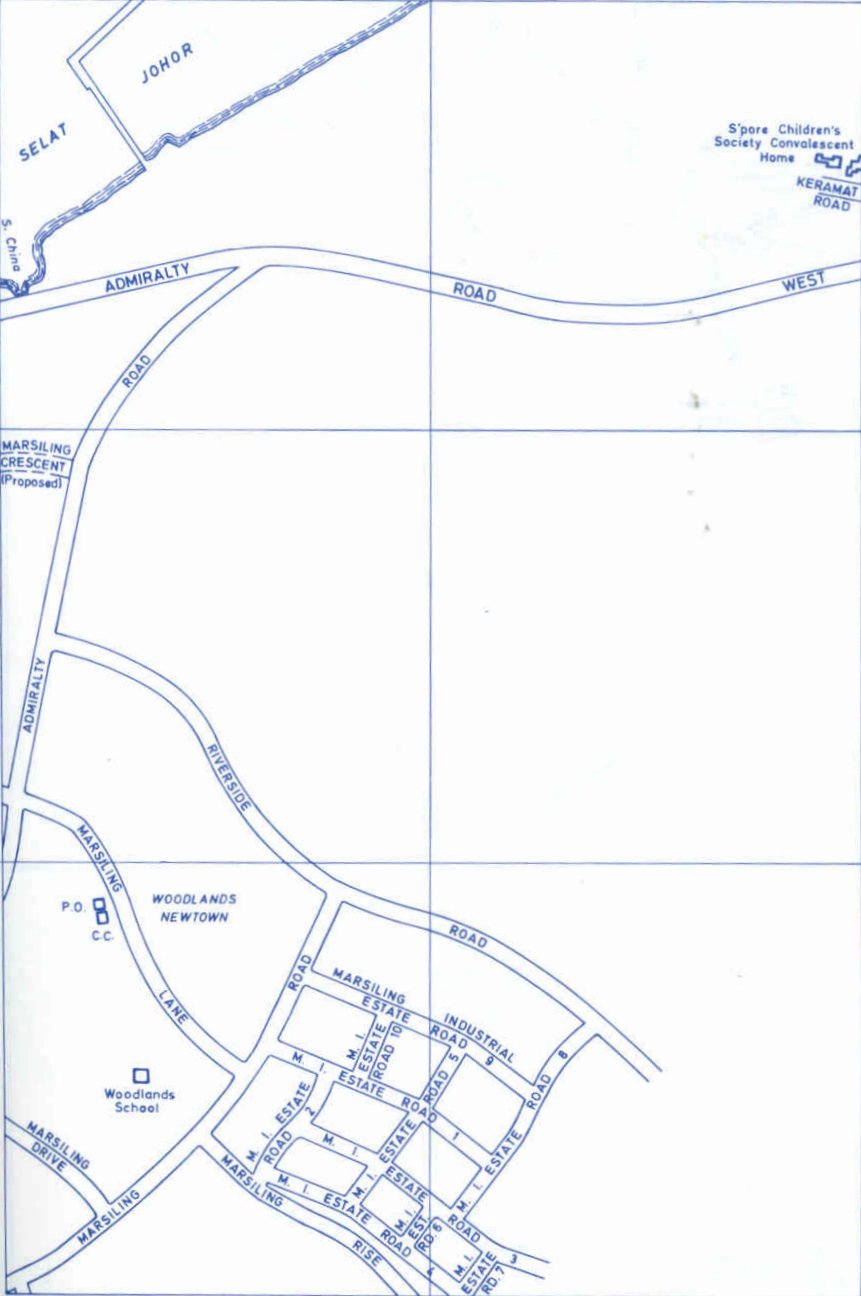 JOHOR
SELAT
S'pore Children's
Society Convalescent
Home
KERAMAT
ROAD
S. China
ADMIRALTY
ROAD
WEST
ROAD
MARSILING
CRESCENT
(Proposed)
ADMIRALTY
RIVERSIDE
MARSILING
P.O.
C.C.
WOODLANDS
NEWTOWN
ROAD
ROAD
LANE
MARSILING
INDUSTRIAL
ESTATE
ROAD
9
M. I.
ESTATE
ROAD 10
ROAD 5
ROAD 8
M. I.
ESTATE
ROAD
1
Woodlands
School
M. I. ESTATE
ROAD
2
M. I.
ESTATE
ROAD
3
M. I. ESTATE
M. I. ESTATE
MARSILING
DRIVE
MARSILING
MARSILING
RISE
M. I.
ESTATE
ROAD
4
M. I.
EST.
RD. 6
M. I.
ESTATE
RD. 7